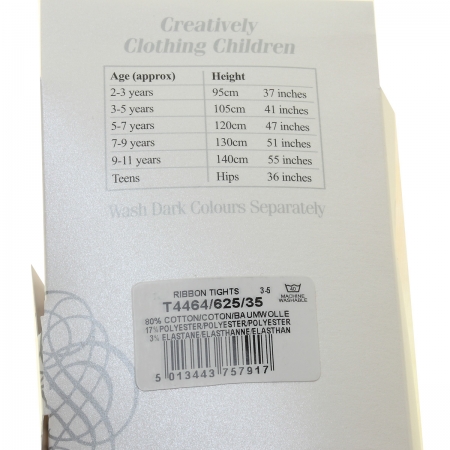 Creatively
Clothing Children
Age (approx) Height
2-3 years 95cm 37 inches
3-5 years 105cm 41 inches
5-7 years 120cm 47 inches
7-9 years 130cm 51 inches
9-11 years 140cm 55 inches
Teens Hips 36 inches
Wash Dark Colours Separately
RIBBON TIGHTS 3-5
T4464/625/35
MACHINE
WASHABLE
80% COTTON/COTON/BAUMWOLLE
17%POLYESTER/POLYESTER/POLYESTER
3% ELASTANE/ELASTHANNE/ELASTHAN
5 013443 757917